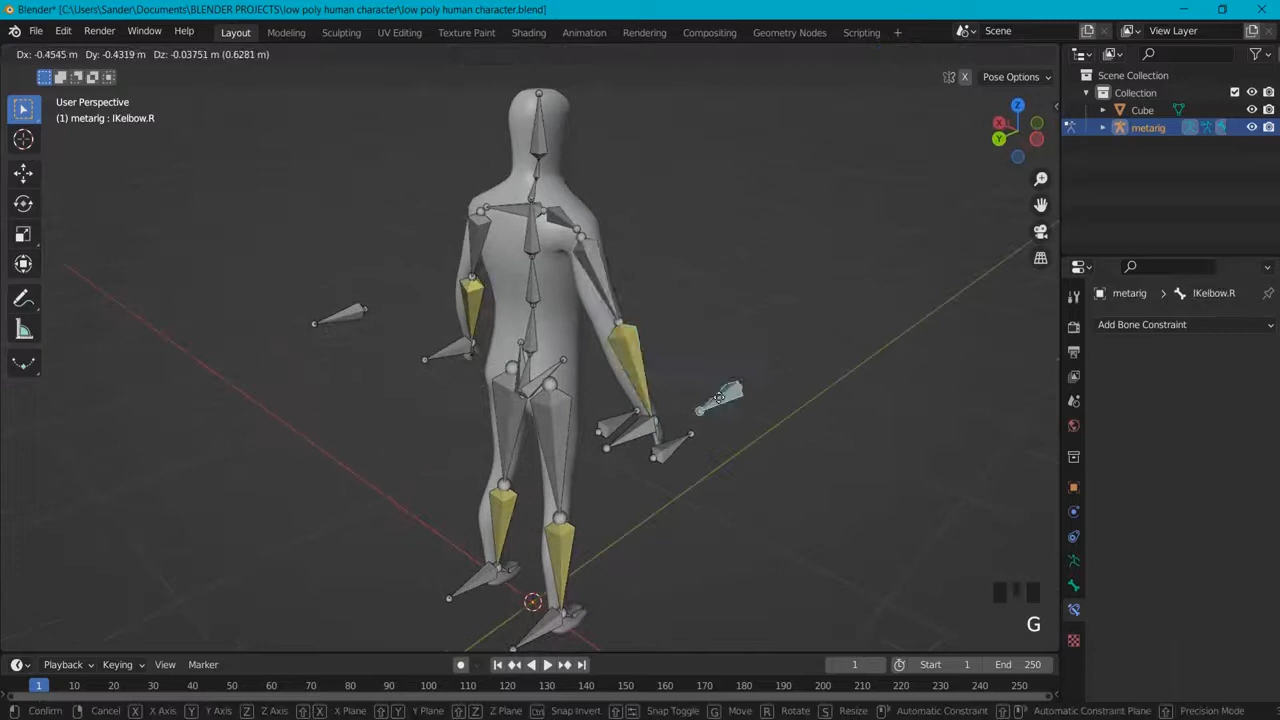 Blender* [C:\Users\Sander\Documents\BLENDER PROJECTS\low poly human character\low poly human character.blend]
File Edit Render Window Help Layout Modeling Sculpting UV Editing Texture Paint Shading Animation Rendering Compositing Geometry Nodes Scripting + Scene View Layer
Dx: -0.4545 m Dy: -0.4319 m Dz: -0.03751 m (0.6281 m)
X Pose Options
Scene Collection
User Perspective
Collection
(1) metarig : IKelbow.R
Cube
metarig
Z
X
Y
metarig > IKelbow.R
Add Bone Constraint
G
Playback Keying View Marker 1 Start 1 End 250
1 10 20 30 40 50 60 70 80 90 100 110 120 130 140 150 160 170 180 190 200 210 220 230 240 250
Confirm Cancel X X Axis Y Y Axis Z Z Axis X X Plane Y Y Plane Z Z Plane Snap Invert Snap Toggle G Move R Rotate S Resize Automatic Constraint Automatic Constraint Plane Precision Mode